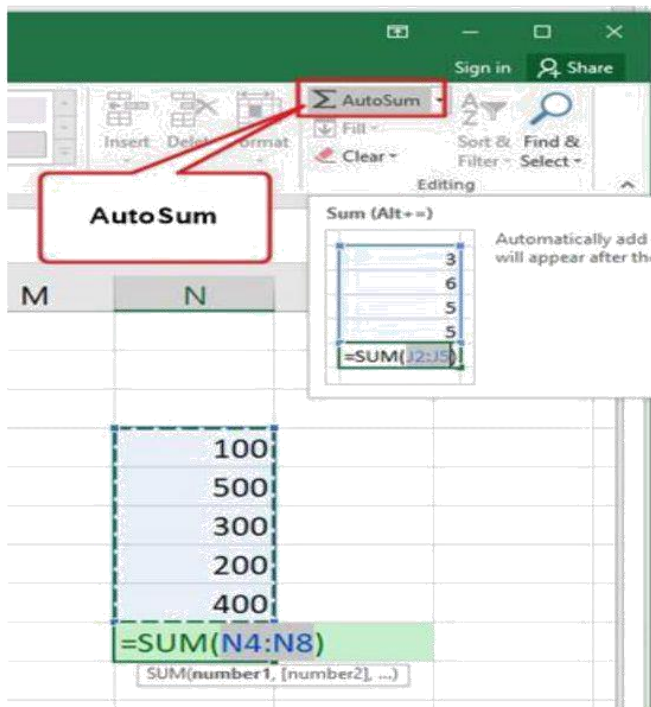 Sign in Share
AutoSum
Fill
Clear
Insert Delete Format
Sort & Filter
Find & Select
Editing
AutoSum
Sum (Alt+=)
Automatically add
will appear after the
3
6
5
5
=SUM(J2:J5)
M N
100
500
300
200
400
=SUM(N4:N8)
SUM(number1, [number2], ...)